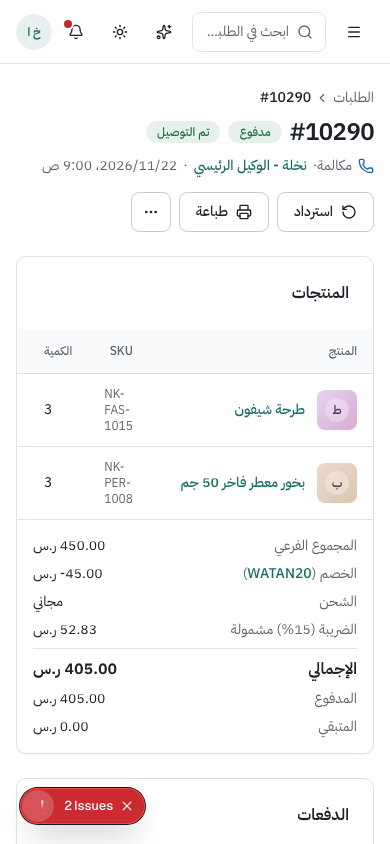 ابحث في الطلبـ...
خ ا
الطلبات › #10290
#10290 مدفوع تم التوصيل
مكالمة· نخلة - الوكيل الرئيسي · 2026/11/22، 9:00 ص
استرداد طباعة ...
المنتجات
المنتج SKU الكمية
ط طرحة شيفون NK-FAS-1015 3
ب بخور معطر فاخر 50 جم NK-PER-1008 3
المجموع الفرعي 450.00 ر.س
الخصم (WATAN20) -45.00 ر.س
الشحن مجاني
الضريبة (15%) مشمولة 52.83 ر.س
الإجمالي 405.00 ر.س
المدفوع 405.00 ر.س
المتبقي 0.00 ر.س
الدفعات
2 Issues